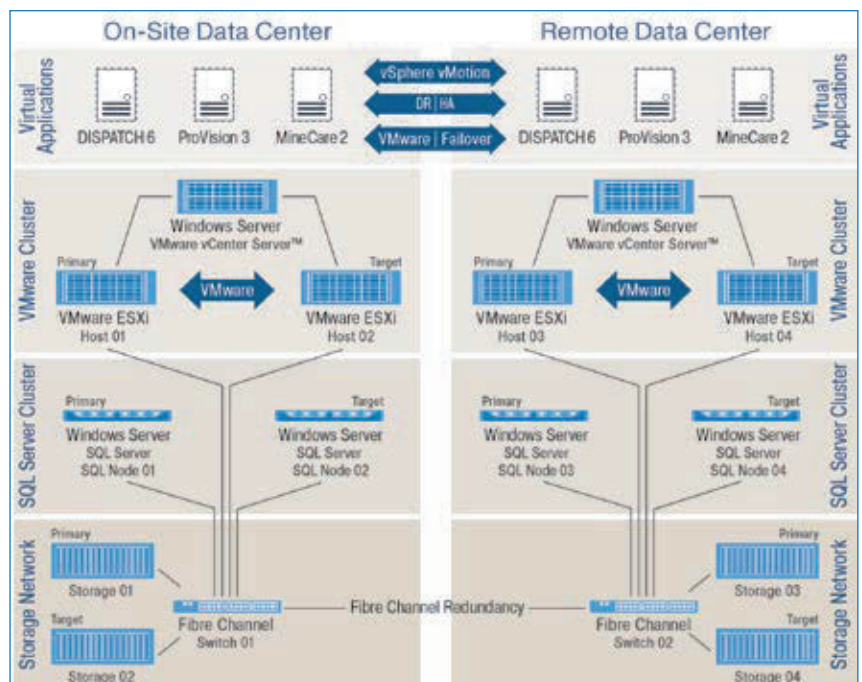 On-Site Data Center
Remote Data Center
Virtual Applications
DISPATCH 6
ProVision 3
MineCare 2
vSphere vMotion
DR | HA
VMware | Failover
DISPATCH 6
ProVision 3
MineCare 2
Virtual Applications
VMware Cluster
Windows Server
VMware vCenter Server™
Primary
Target
VMware
VMware ESXi
Host 01
VMware ESXi
Host 02
Windows Server
VMware vCenter Server™
Primary
Target
VMware
VMware ESXi
Host 03
VMware ESXi
Host 04
VMware Cluster
SQL Server Cluster
Primary
Windows Server
SQL Server
SQL Node 01
Target
Windows Server
SQL Server
SQL Node 02
Primary
Windows Server
SQL Server
SQL Node 03
Target
Windows Server
SQL Server
SQL Node 04
SQL Server Cluster
Storage Network
Primary
Storage 01
Target
Storage 02
Fibre Channel
Switch 01
Fibre Channel Redundancy
Fibre Channel
Switch 02
Primary
Storage 03
Target
Storage 04
Storage Network